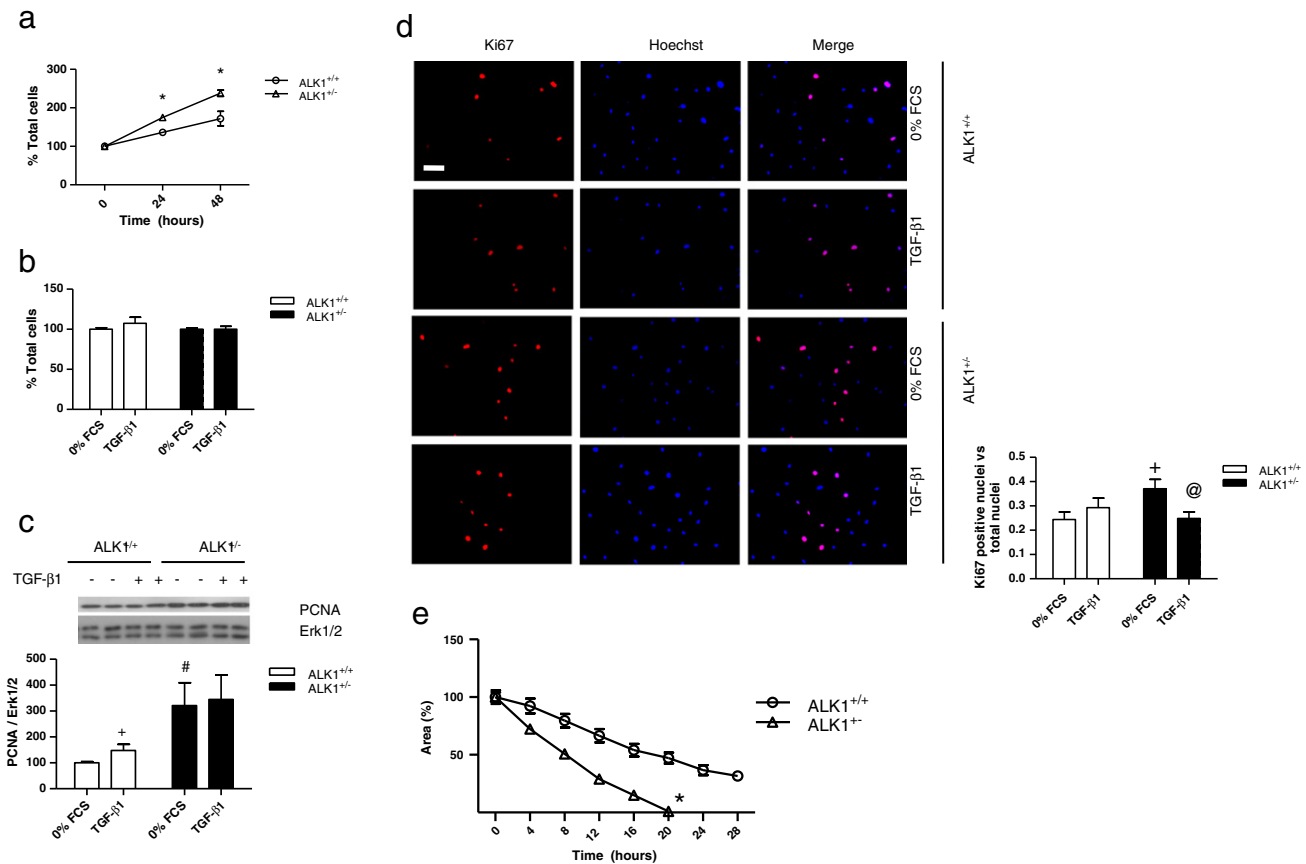 a
300
200
100
0
% Total cells
*
*
0
24
48
Time (hours)
ALK1+/+
ALK1+/-
b
150
100
50
0
% Total cells
0% FCS
TGF-β1
0% FCS
TGF-β1
ALK1+/+
ALK1+/-
c
ALK1/+
ALK1/-
TGF-β1 - - + + - - + +
PCNA
Erk1/2
500
400
300
200
100
0
PCNA / Erk1/2
+
#
0% FCS
TGF-β1
0% FCS
TGF-β1
ALK1+/+
ALK1+/-
d
Ki67 Hoechst Merge
0% FCS
TGF-β1
0% FCS
TGF-β1
ALK1+/+
ALK1+/-
0.5
0.4
0.3
0.2
0.1
0.0
Ki67 positive nuclei vs
total nuclei
+
@
0% FCS
TGF-β1
0% FCS
TGF-β1
ALK1+/+
ALK1+/-
e
150
100
50
Area (%)
*
0
4
8
12
16
20
24
28
Time (hours)
ALK1+/+
ALK1+-